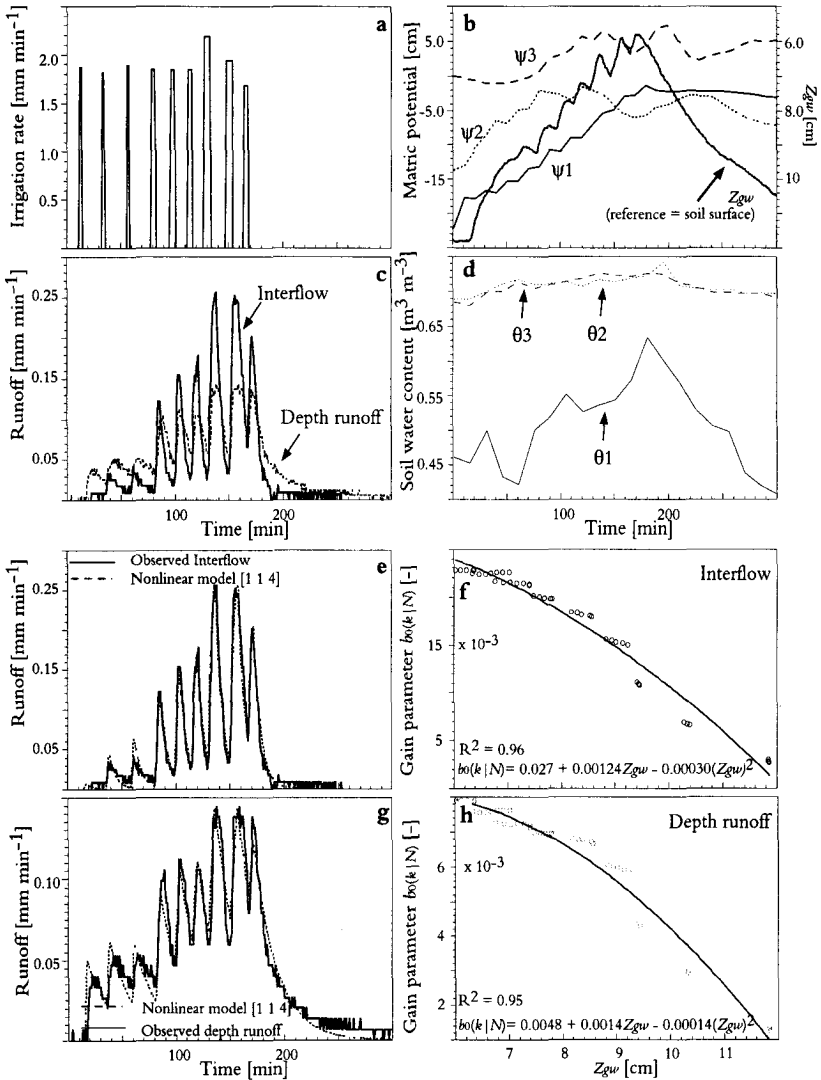 a
Irrigation rate [mm min⁻¹]
2.0
1.5
1.0
0.5
b
Matric potential [cm]
5.0
-5.0
-15
6.0
8.0
10
Zgw [cm]
ψ3
ψ2
ψ1
Zgw
(reference = soil surface)
c
Runoff [mm min⁻¹]
0.25
0.15
0.05
Interflow
Depth runoff
100
200
Time [min]
d
Soil water content [m³ m⁻³]
0.65
0.55
0.45
θ3
θ2
θ1
100
200
Time [min]
e
Observed Interflow
Nonlinear model [1 1 4]
Runoff [mm min⁻¹]
0.25
0.15
0.05
f
Interflow
Gain parameter b₀(k|N) [-]
15
5
x 10⁻³
R² = 0.96
b₀(k|N) = 0.027 + 0.00124Zgw - 0.00030(Zgw)²
g
Runoff [mm min⁻¹]
0.10
0.05
Nonlinear model [1 1 4]
Observed depth runoff
100
200
Time [min]
h
Depth runoff
Gain parameter b₀(k|N) [-]
8
6
4
2
x 10⁻³
R² = 0.95
b₀(k|N) = 0.0048 + 0.0014Zgw - 0.00014(Zgw)²
7 8 9 10 11
Zgw [cm]